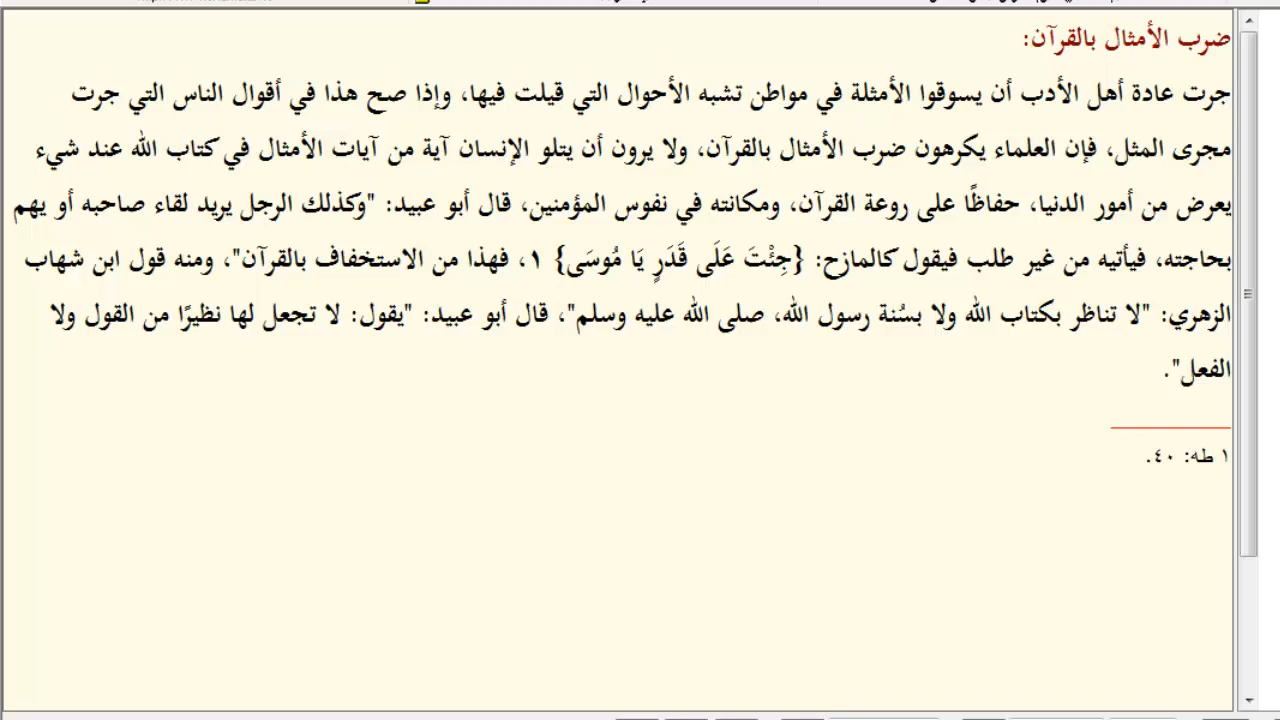 ضرب الأمثال بالقرآن:
جرت عادة أهل الأدب أن يسوقوا الأمثلة في مواطن تشبه الأحوال التي قيلت فيها، وإذا صح هذا في أقوال الناس التي جرت
مجرى المثل، فإن العلماء يكرهون ضرب الأمثال بالقرآن، ولا يرون أن يتلو الإنسان آية من آيات الأمثال في كتاب الله عند شيء
يعرض من أمور الدنيا، حفاظًا على روعة القرآن، ومكانته في نفوس المؤمنين، قال أبو عبيد: "وكذلك الرجل يريد لقاء صاحبه أو يهم
بحاجته، فيأتيه من غير طلب فيقول كالمازح: {جِئْتَ عَلَى قَدَرٍ يَا مُوسَى} ١، فهذا من الاستخفاف بالقرآن"، ومنه قول ابن شهاب
الزهري: "لا تناظر بكتاب الله ولا بسُنة رسول الله، صلى الله عليه وسلم"، قال أبو عبيد: "يقول: لا تجعل لها نظيرًا من القول ولا
الفعل".
١ طه: ٤٠.